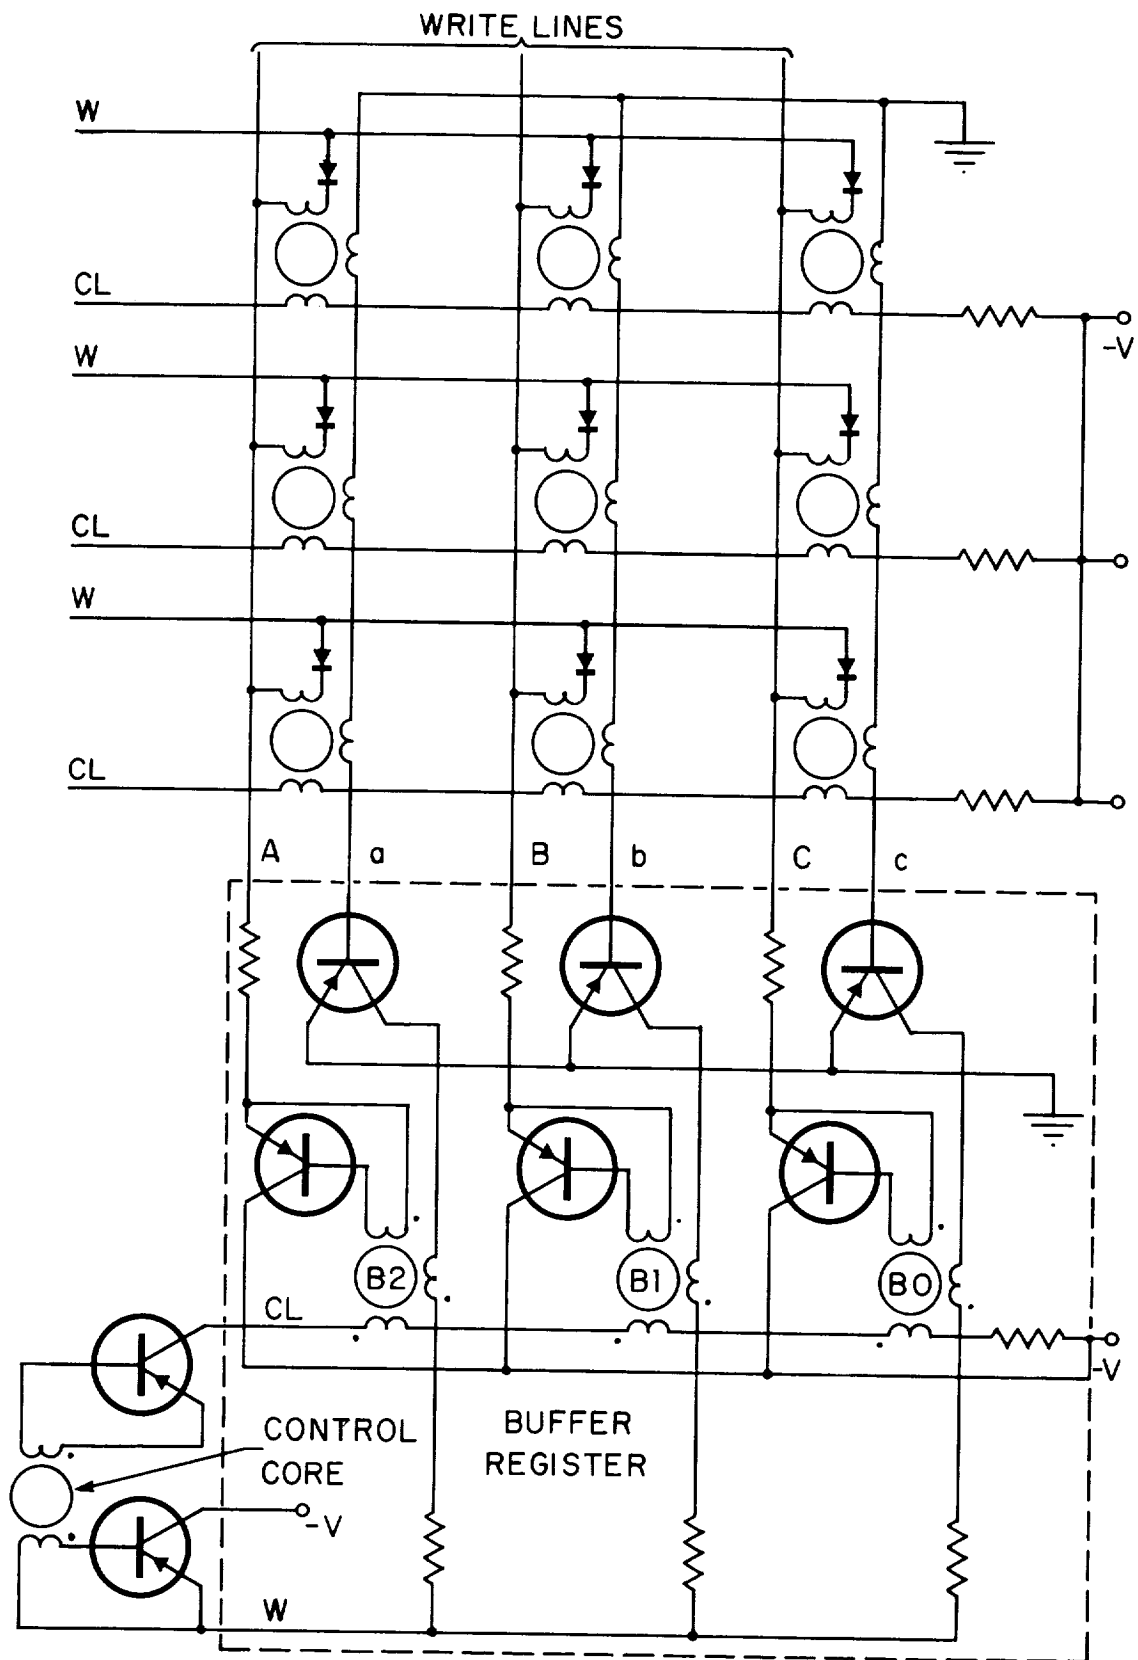 WRITE LINES
W
CL
-V
W
CL
W
CL
A a B b C c
B2 B1 B0
CL
-V
CONTROL
CORE
BUFFER
REGISTER
-V
W